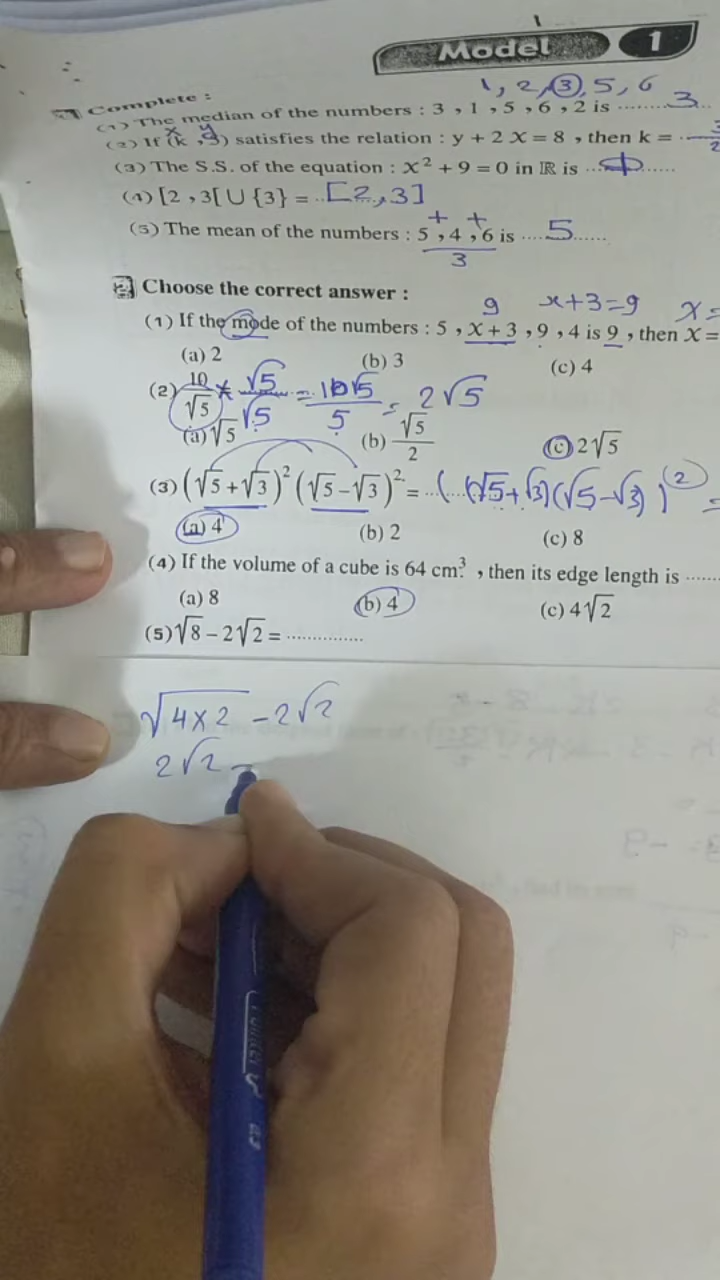 Model 1
1 Complete :
1, 2, 3, 5, 6
(1) The median of the numbers : 3 , 1 , 5 , 6 , 2 is ........3...
x y
(2) If (k , 3) satisfies the relation : y + 2 X = 8 , then k = ...
(3) The S.S. of the equation : x² + 9 = 0 in ℝ is ...ϕ......
(4) [2 , 3[ ∪ {3} = ..[2,3]
+ +
(5) The mean of the numbers : 5 , 4 , 6 is ....5......
3
2 Choose the correct answer :
9 x+3=9 x=
(1) If the mode of the numbers : 5 , X + 3 , 9 , 4 is 9 , then X =
(a) 2 (b) 3 (c) 4
(2) 10/√5 × √5/√5 = 10√5/5 = 2√5
(a) √5 (b) √5/2 (c) 2√5
(3) (√5 + √3)² (√5 − √3)² = ...( (√5+√3)(√5−√3) )² =
(a) 4 (b) 2 (c) 8
(4) If the volume of a cube is 64 cm³. , then its edge length is ......
(a) 8 (b) 4 (c) 4√2
(5) √8 − 2√2 = ...............
√4×2 − 2√2
2√2 −